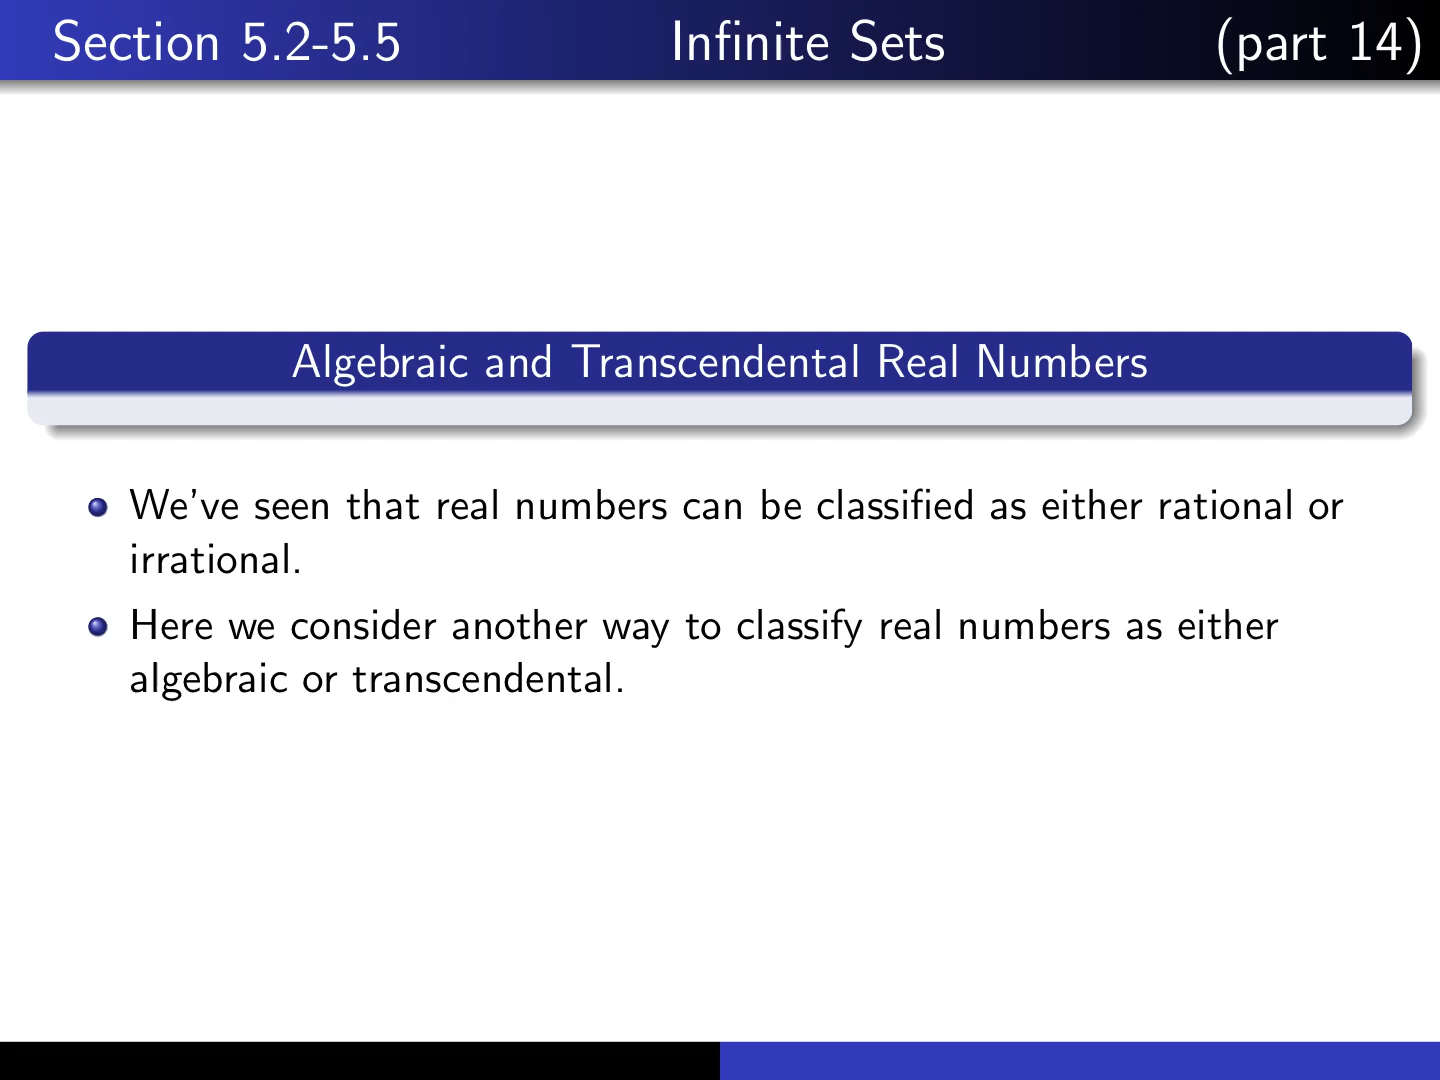 Section 5.2-5.5 Infinite Sets (part 14)
Algebraic and Transcendental Real Numbers
We've seen that real numbers can be classified as either rational or
irrational.
Here we consider another way to classify real numbers as either
algebraic or transcendental.